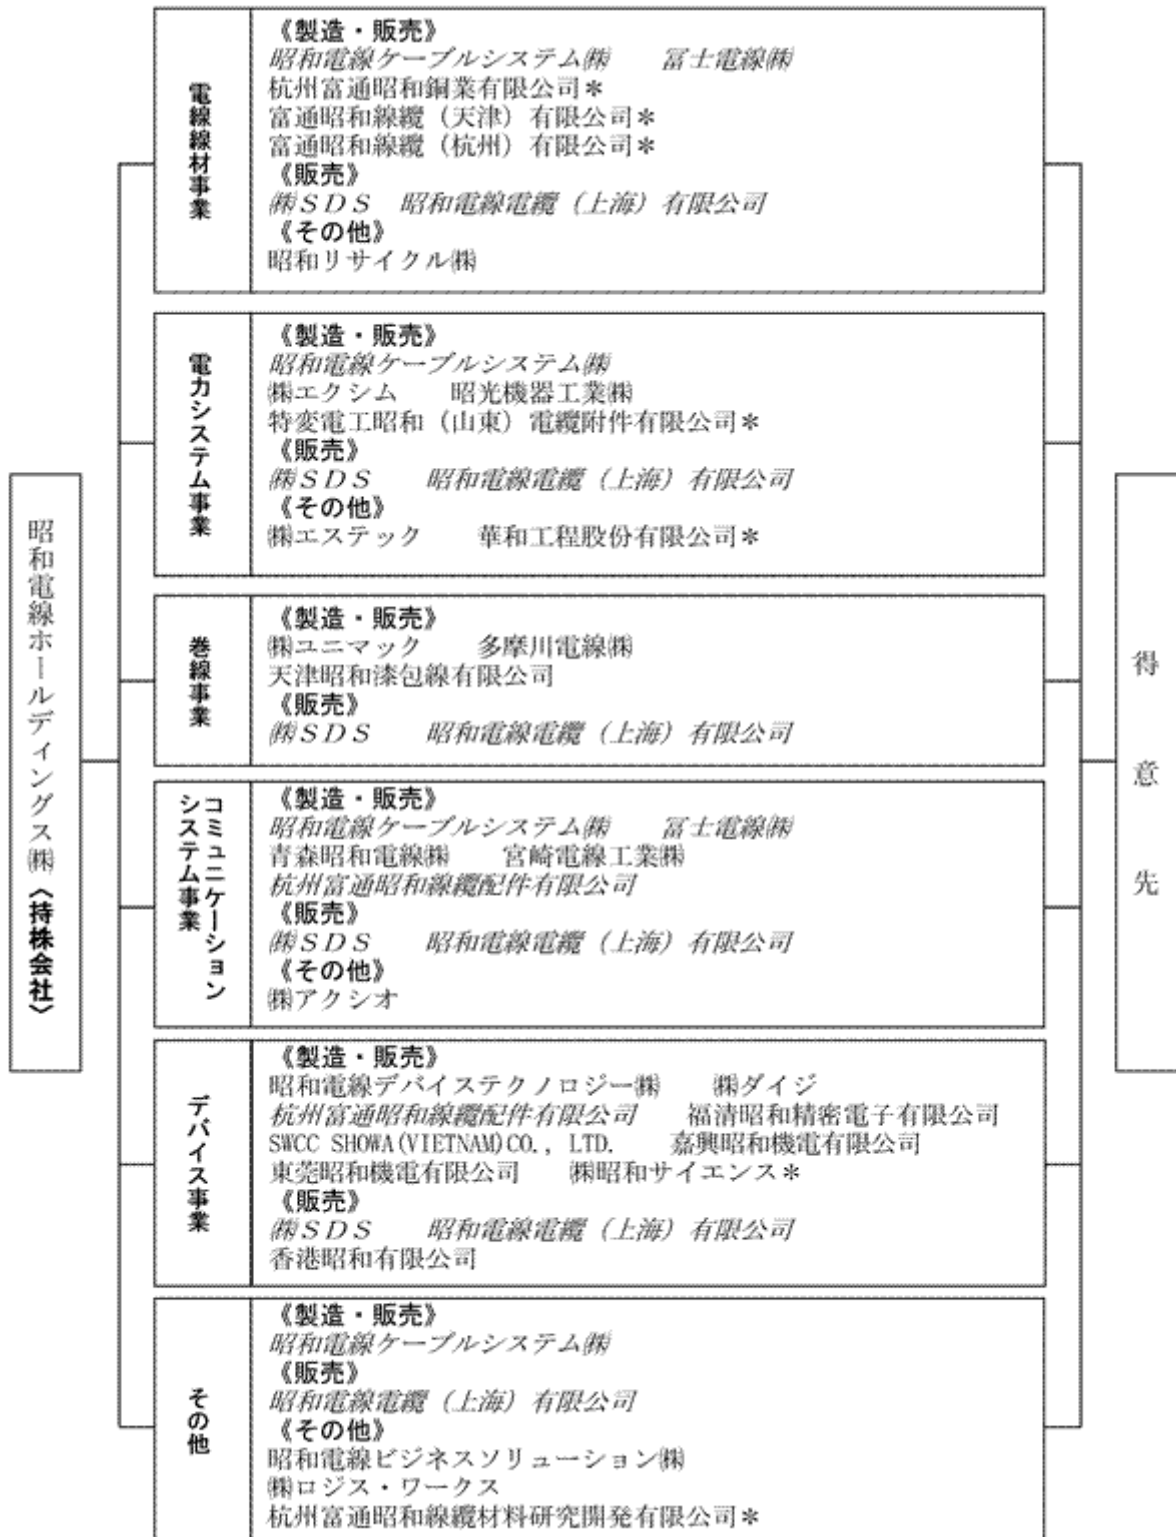 昭和電線ホールディングス㈱〈持株会社〉
電線線材事業
《製造・販売》
昭和電線ケーブルシステム㈱　　冨士電線㈱
杭州富通昭和銅業有限公司＊
富通昭和線纜（天津）有限公司＊
富通昭和線纜（杭州）有限公司＊
《販売》
㈱ＳＤＳ　昭和電線電纜（上海）有限公司
《その他》
昭和リサイクル㈱
電力システム事業
《製造・販売》
昭和電線ケーブルシステム㈱
㈱エクシム　　昭光機器工業㈱
特変電工昭和（山東）電纜附件有限公司＊
《販売》
㈱ＳＤＳ　　昭和電線電纜（上海）有限公司
《その他》
㈱エステック　　華和工程股份有限公司＊
巻線事業
《製造・販売》
㈱ユニマック　　多摩川電線㈱
天津昭和漆包線有限公司
《販売》
㈱ＳＤＳ　　昭和電線電纜（上海）有限公司
コミュニケーション
システム事業
《製造・販売》
昭和電線ケーブルシステム㈱　　冨士電線㈱
青森昭和電線㈱　　宮崎電線工業㈱
杭州富通昭和線纜配件有限公司
《販売》
㈱ＳＤＳ　　昭和電線電纜（上海）有限公司
《その他》
㈱アクシオ
デバイス事業
《製造・販売》
昭和電線デバイステクノロジー㈱　　㈱ダイジ
杭州富通昭和線纜配件有限公司　　福清昭和精密電子有限公司
SWCC SHOWA(VIETNAM)CO., LTD.　　嘉興昭和機電有限公司
東莞昭和機電有限公司　　㈱昭和サイエンス＊
《販売》
㈱ＳＤＳ　　昭和電線電纜（上海）有限公司
香港昭和有限公司
その他
《製造・販売》
昭和電線ケーブルシステム㈱
《販売》
昭和電線電纜（上海）有限公司
《その他》
昭和電線ビジネスソリューション㈱
㈱ロジス・ワークス
杭州富通昭和線纜材料研究開発有限公司＊
得意先